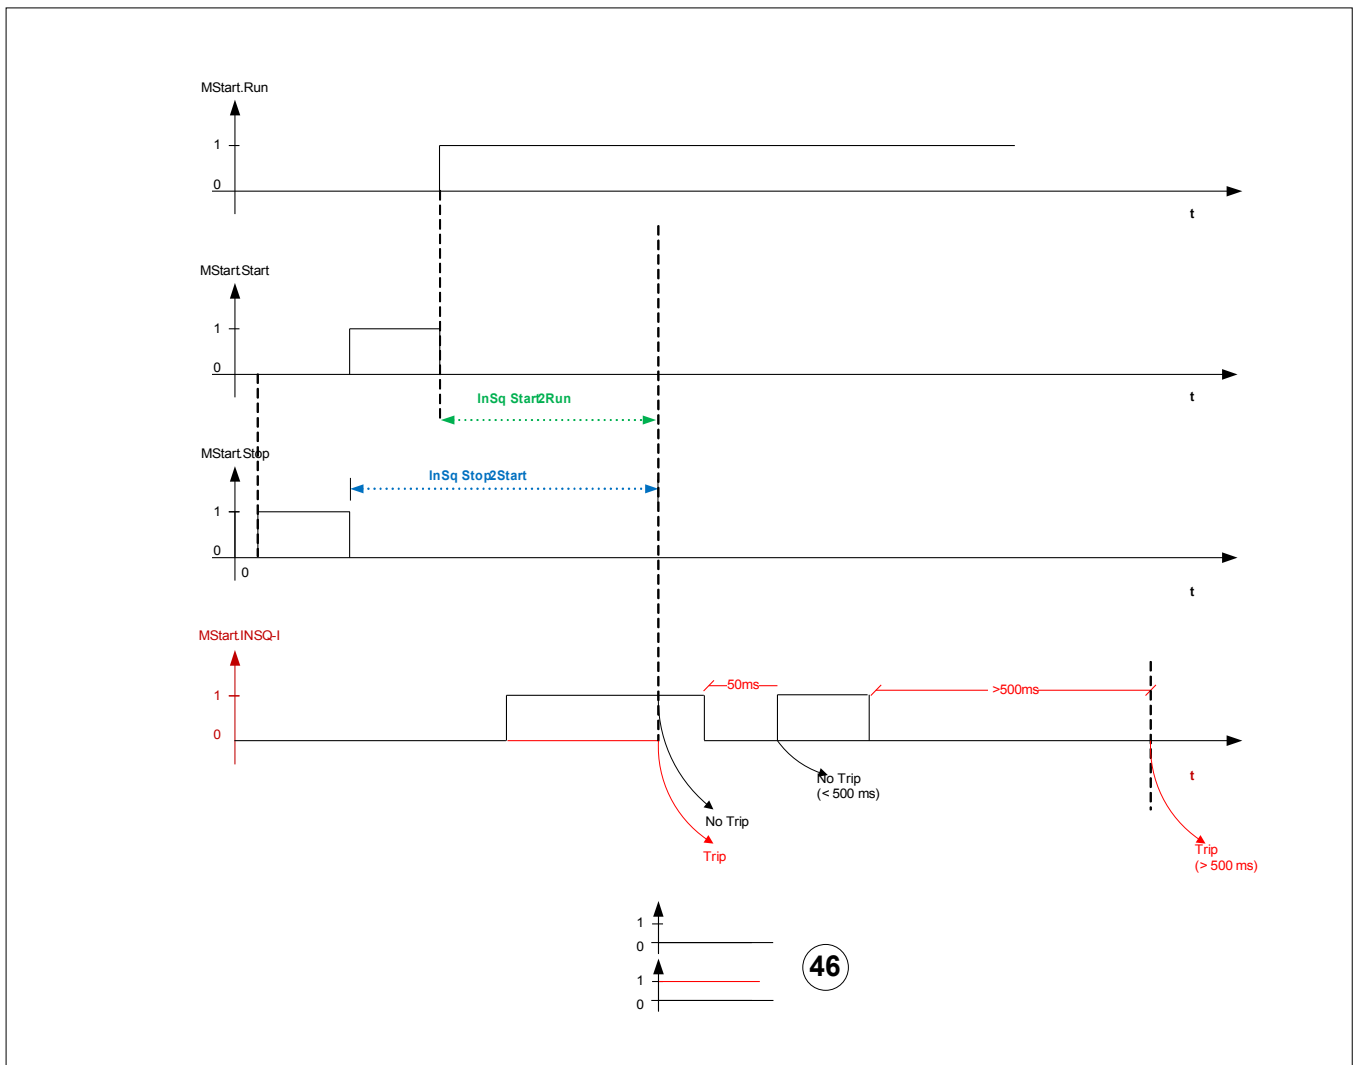 MStart.Run
1
0
t
MStart.Start
1
0
InSq Start2Run
t
MStart.Stop
InSq Stop2Start
1
0
0
t
MStart.INSQ-I
1
50ms
>500ms
0
t
No Trip
(< 500 ms)
No Trip
Trip
Trip
(> 500 ms)
1
0
46
1
0